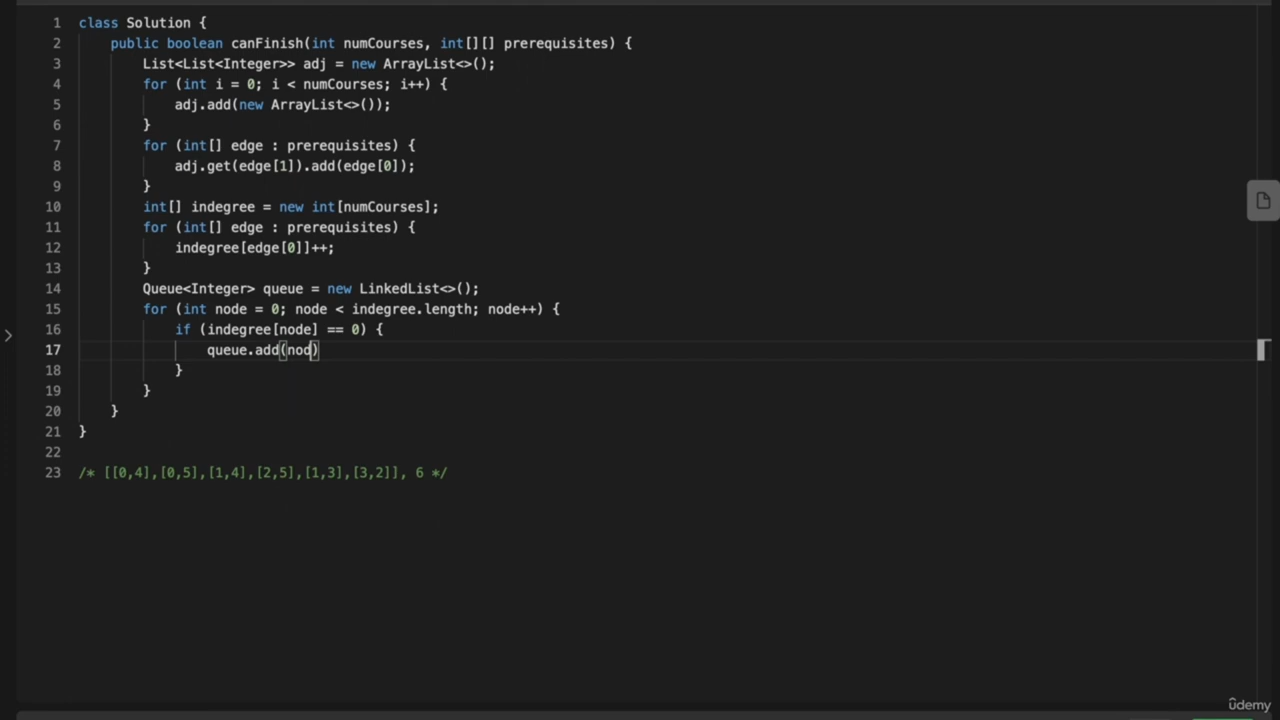 1 class Solution {
2 public boolean canFinish(int numCourses, int[][] prerequisites) {
3 List<List<Integer>> adj = new ArrayList<>();
4 for (int i = 0; i < numCourses; i++) {
5 adj.add(new ArrayList<>());
6 }
7 for (int[] edge : prerequisites) {
8 adj.get(edge[1]).add(edge[0]);
9 }
10 int[] indegree = new int[numCourses];
11 for (int[] edge : prerequisites) {
12 indegree[edge[0]]++;
13 }
14 Queue<Integer> queue = new LinkedList<>();
15 for (int node = 0; node < indegree.length; node++) {
16 if (indegree[node] == 0) {
17 queue.add(nod)
18 }
19 }
20 }
21 }
22
23 /* [[0,4],[0,5],[1,4],[2,5],[1,3],[3,2]], 6 */
ûdemy